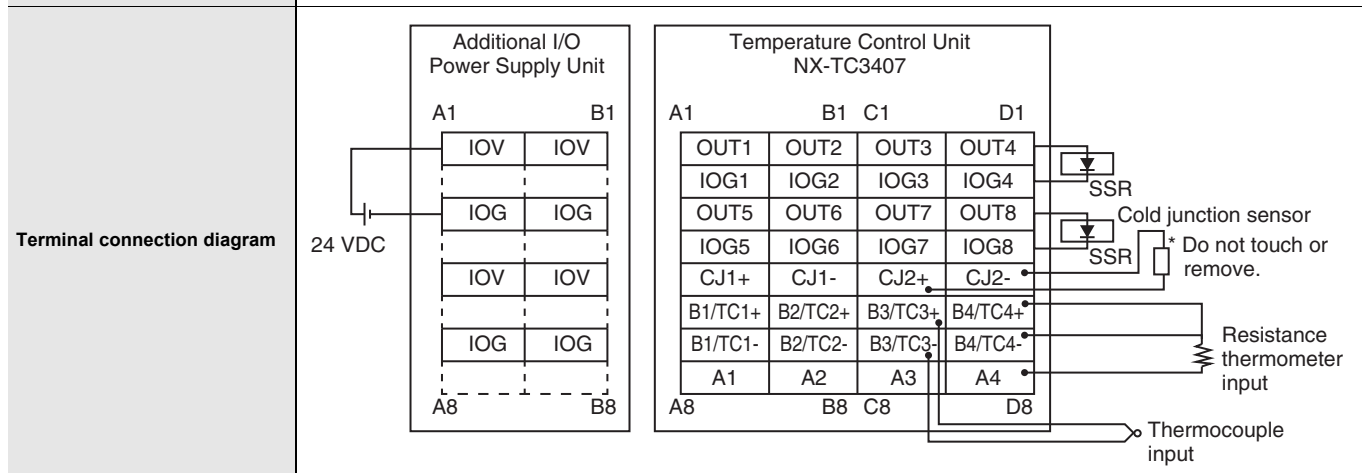 Terminal connection diagram
Additional I/O
Power Supply Unit
A1 B1
IOV IOV
IOG IOG
IOV IOV
IOG IOG
A8 B8
24 VDC
Temperature Control Unit
NX-TC3407
A1 B1 C1 D1
OUT1 OUT2 OUT3 OUT4
IOG1 IOG2 IOG3 IOG4
OUT5 OUT6 OUT7 OUT8
IOG5 IOG6 IOG7 IOG8
CJ1+ CJ1- CJ2+ CJ2-
B1/TC1+ B2/TC2+ B3/TC3+ B4/TC4+
B1/TC1- B2/TC2- B3/TC3- B4/TC4-
A1 A2 A3 A4
A8 B8 C8 D8
SSR
Cold junction sensor
SSR
* Do not touch or
remove.
Resistance
thermometer
input
Thermocouple
input